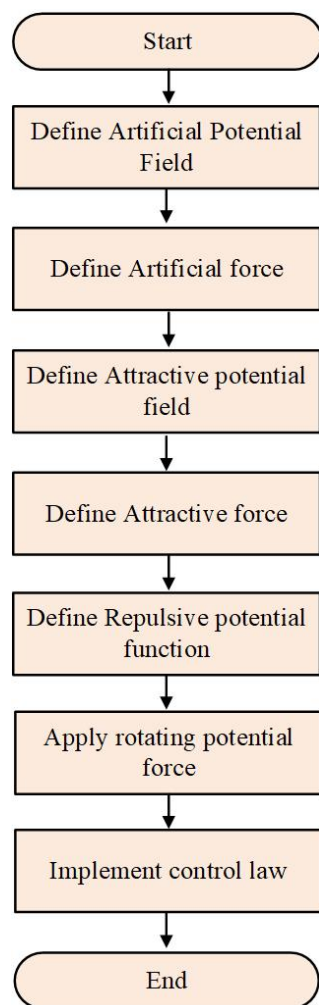 Start
Define Artificial Potential
Field
Define Artificial force
Define Attractive potential
field
Define Attractive force
Define Repulsive potential
function
Apply rotating potential
force
Implement control law
End